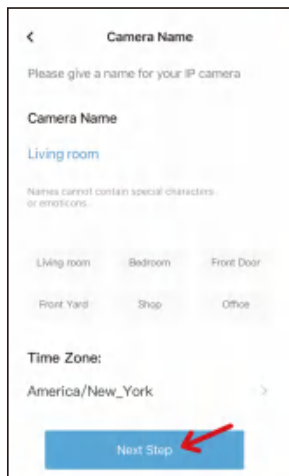 Camera Name
Please give a name for your IP camera
Camera Name
Living room
Names cannot contain special characters
or emoticons
Living room Bedroom Front Door
Front Yard Shop Office
Time Zone:
America/New_York
Next Step